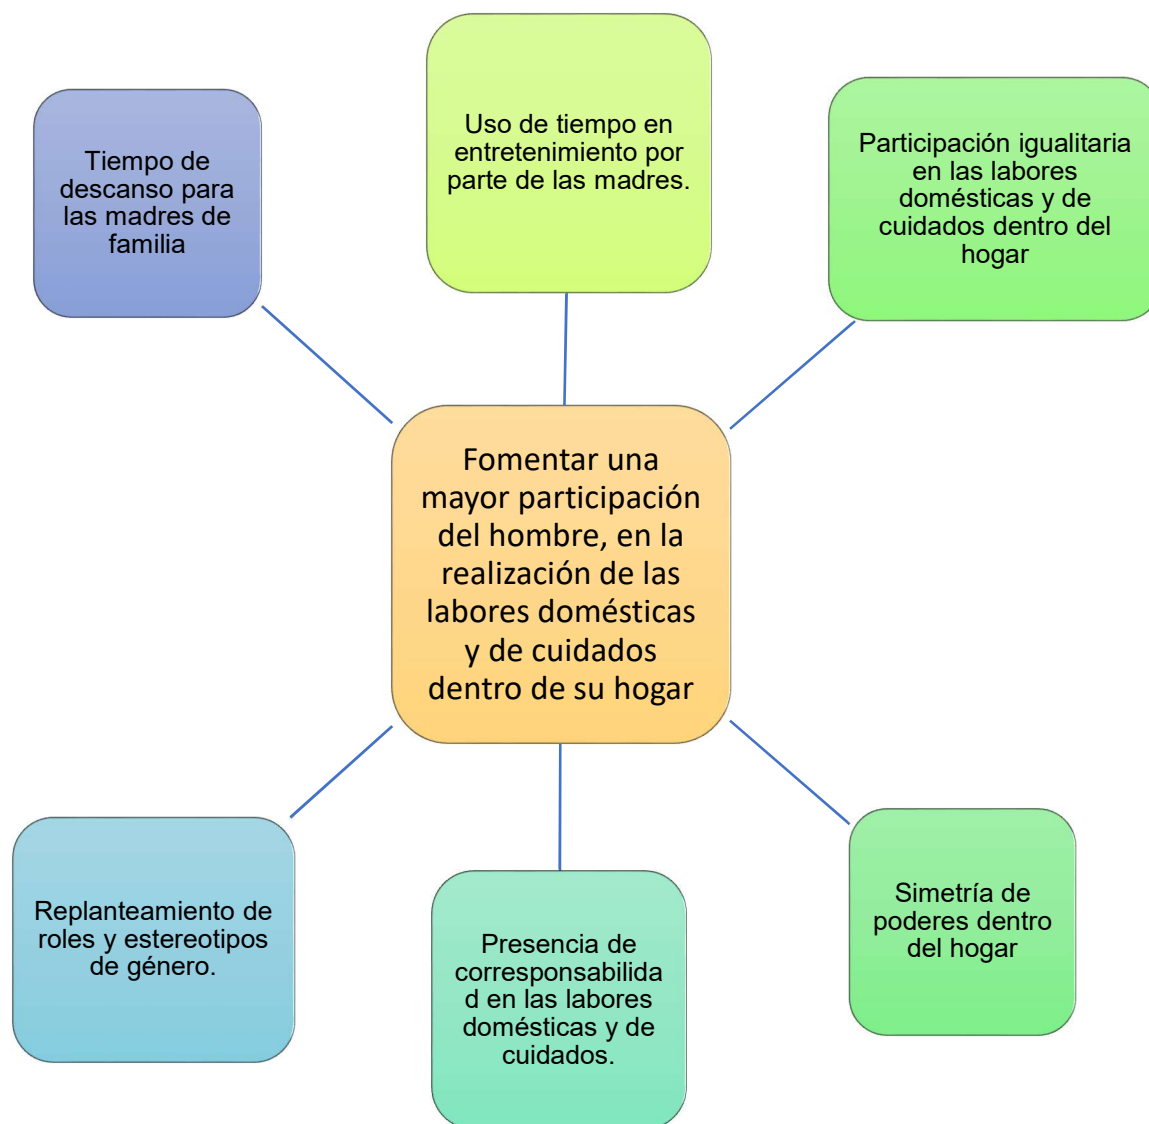 Tiempo de
descanso para
las madres de
familia
Uso de tiempo en
entretenimiento por
parte de las madres.
Participación igualitaria
en las labores
domésticas y de
cuidados dentro del
hogar
Fomentar una
mayor participación
del hombre, en la
realización de las
labores domésticas
y de cuidados
dentro de su hogar
Replanteamiento de
roles y estereotipos
de género.
Presencia de
corresponsabilida
d en las labores
domésticas y de
cuidados.
Simetría de
poderes dentro
del hogar